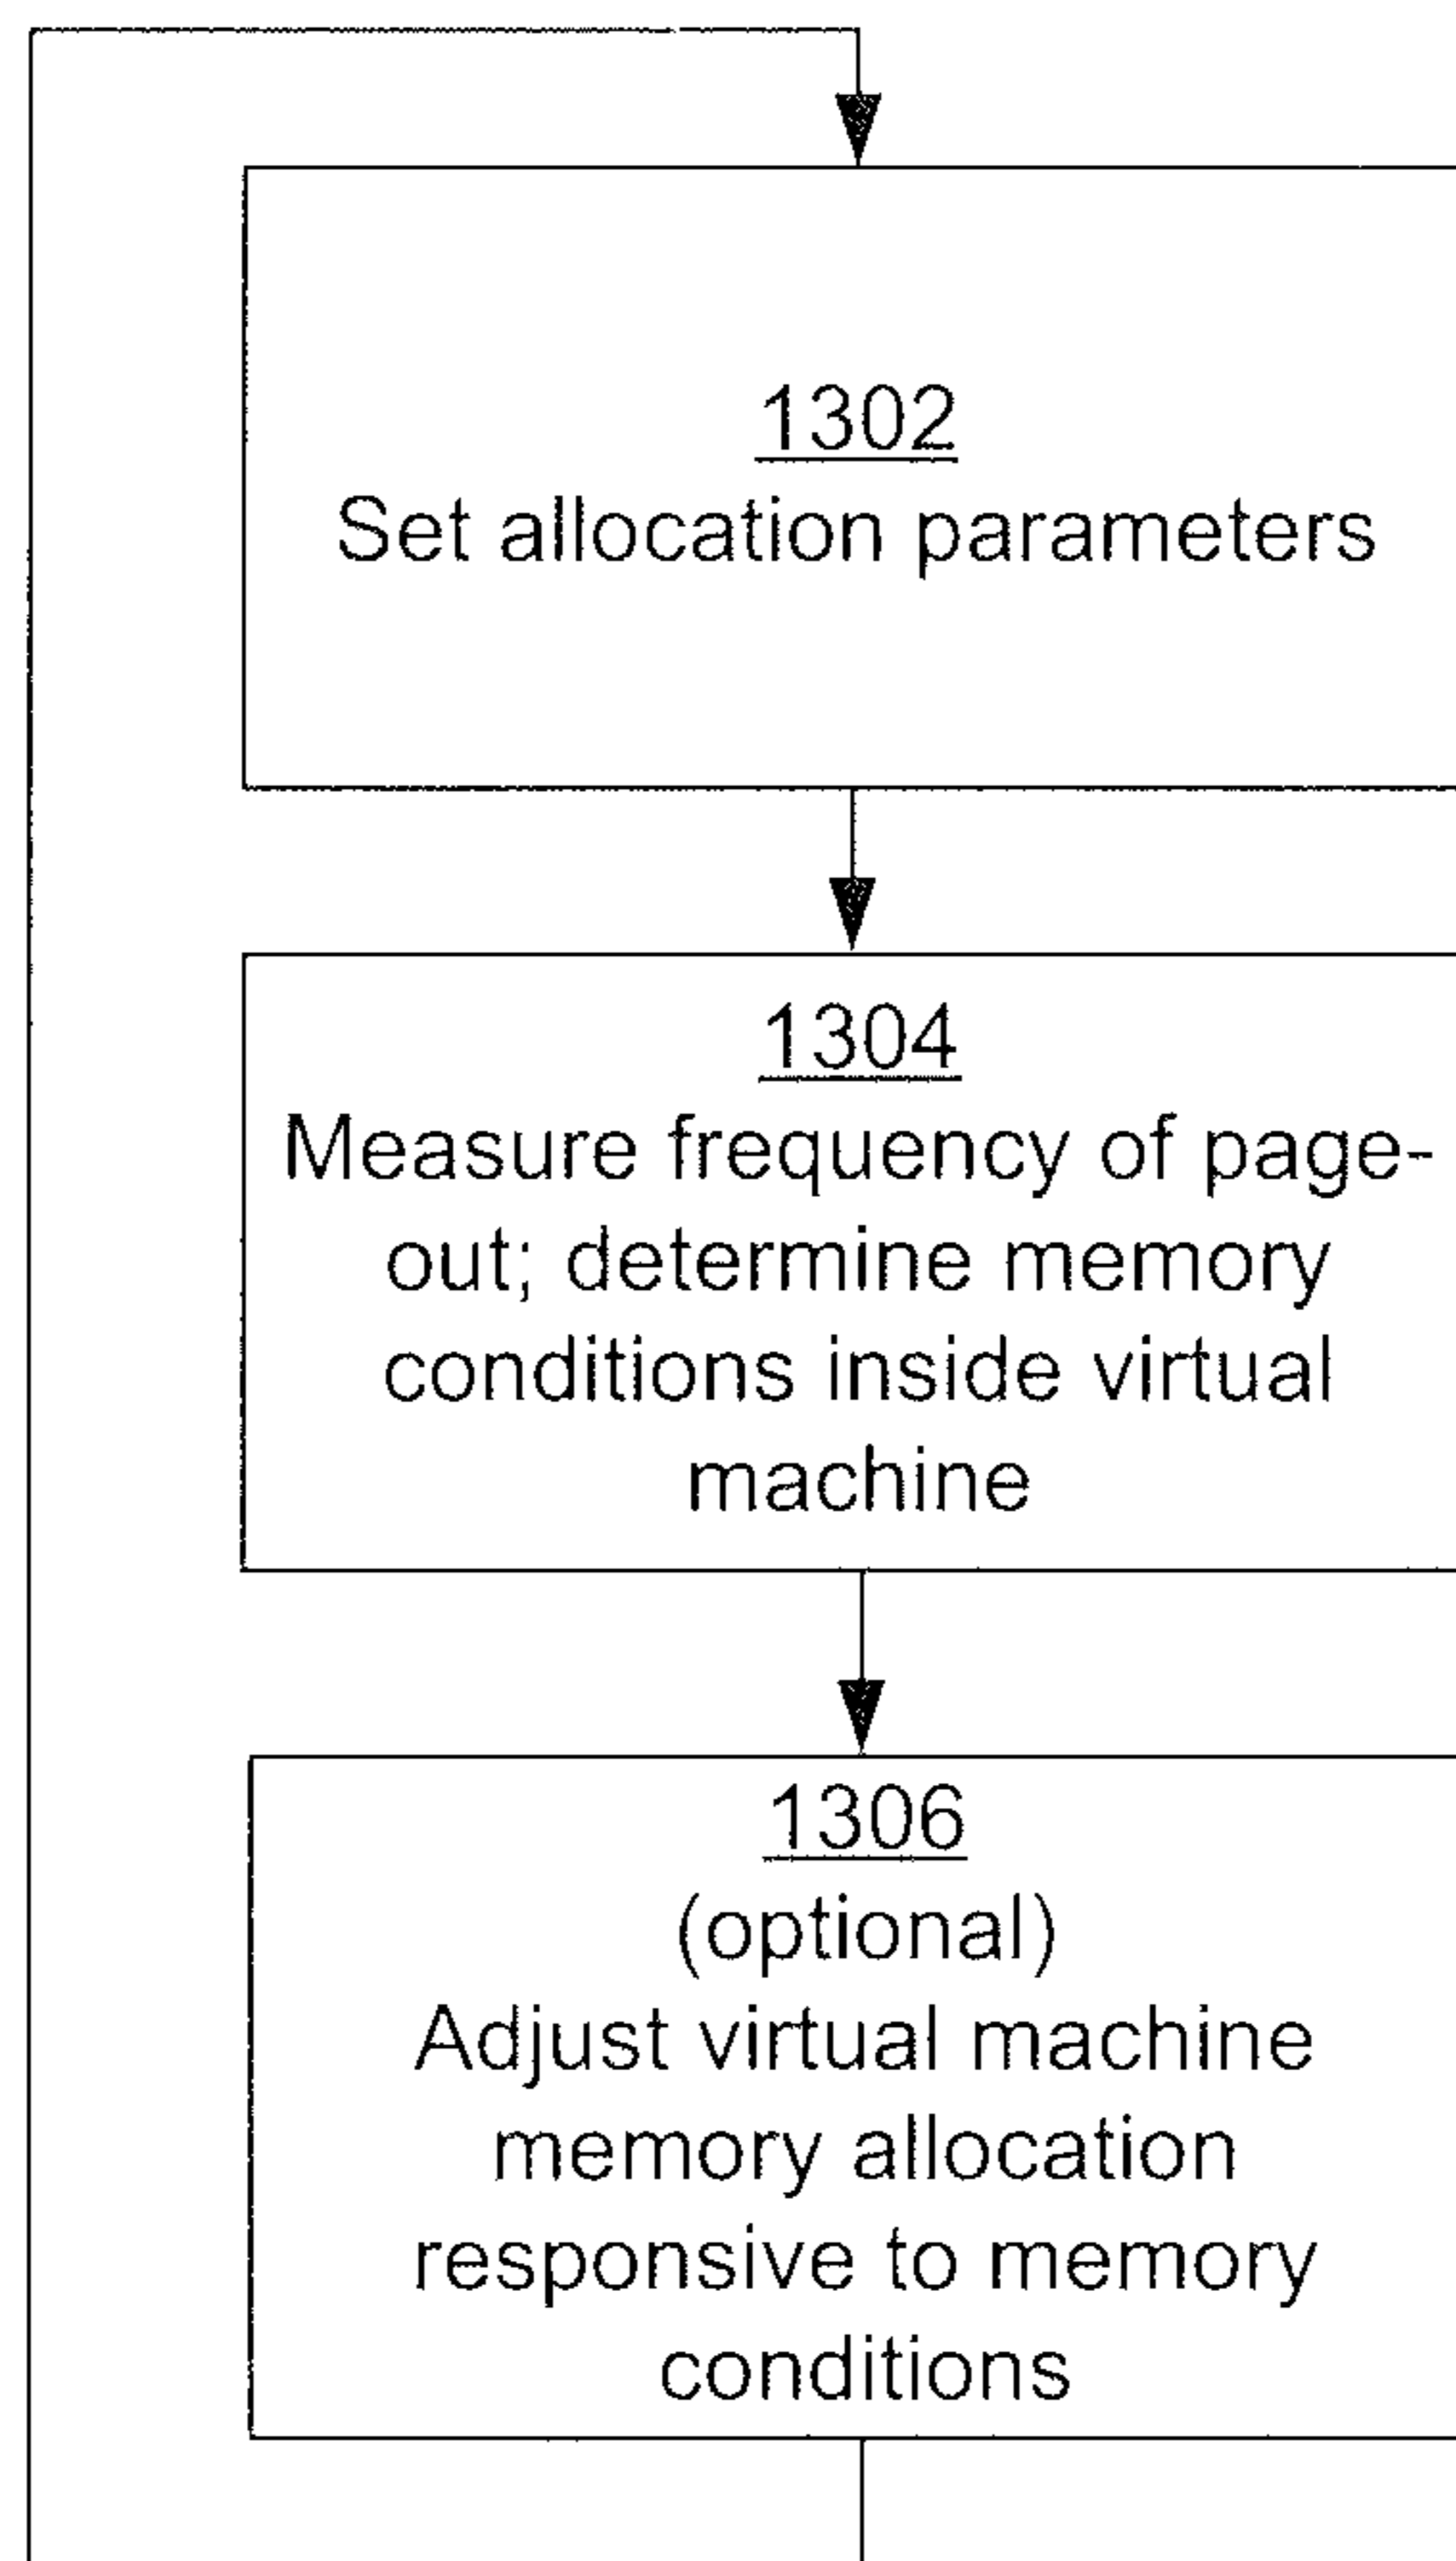 1302
Set allocation parameters
1304
Measure frequency of page-
out; determine memory
conditions inside virtual
machine
1306
(optional)
Adjust virtual machine
memory allocation
responsive to memory
conditions